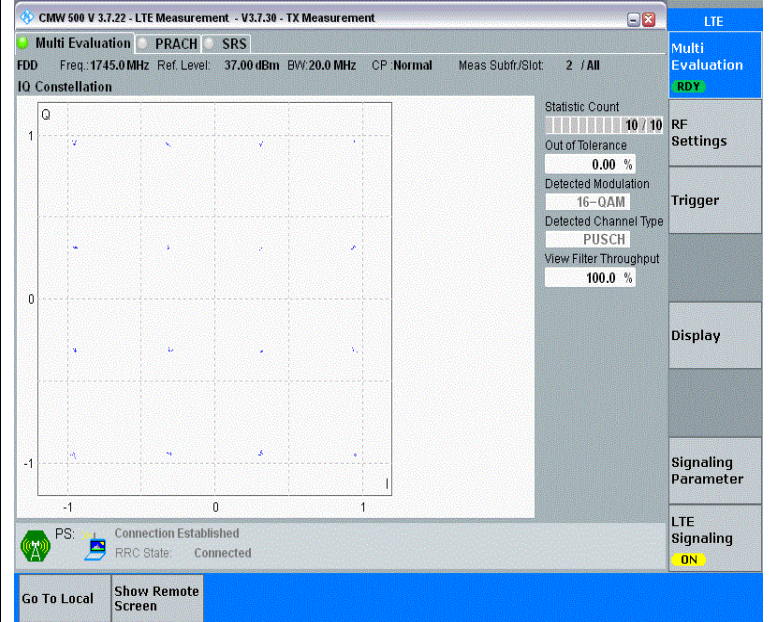 CMW 500 V 3.7.22 - LTE Measurement - V3.7.30 - TX Measurement
LTE
Multi Evaluation PRACH SRS
Multi
Evaluation
RDY
FDD Freq.: 1745.0 MHz Ref. Level: 37.00 dBm BW: 20.0 MHz CP : Normal Meas Subfr./Slot: 2 / All
IQ Constellation
Q
1
0
-1
-1 0 1
I
Statistic Count
10 / 10
Out of Tolerance
0.00 %
Detected Modulation
16-QAM
Detected Channel Type
PUSCH
View Filter Throughput
100.0 %
RF
Settings
Trigger
Display
Signaling
Parameter
LTE
Signaling
ON
PS: Connection Established
RRC State: Connected
Go To Local
Show Remote
Screen